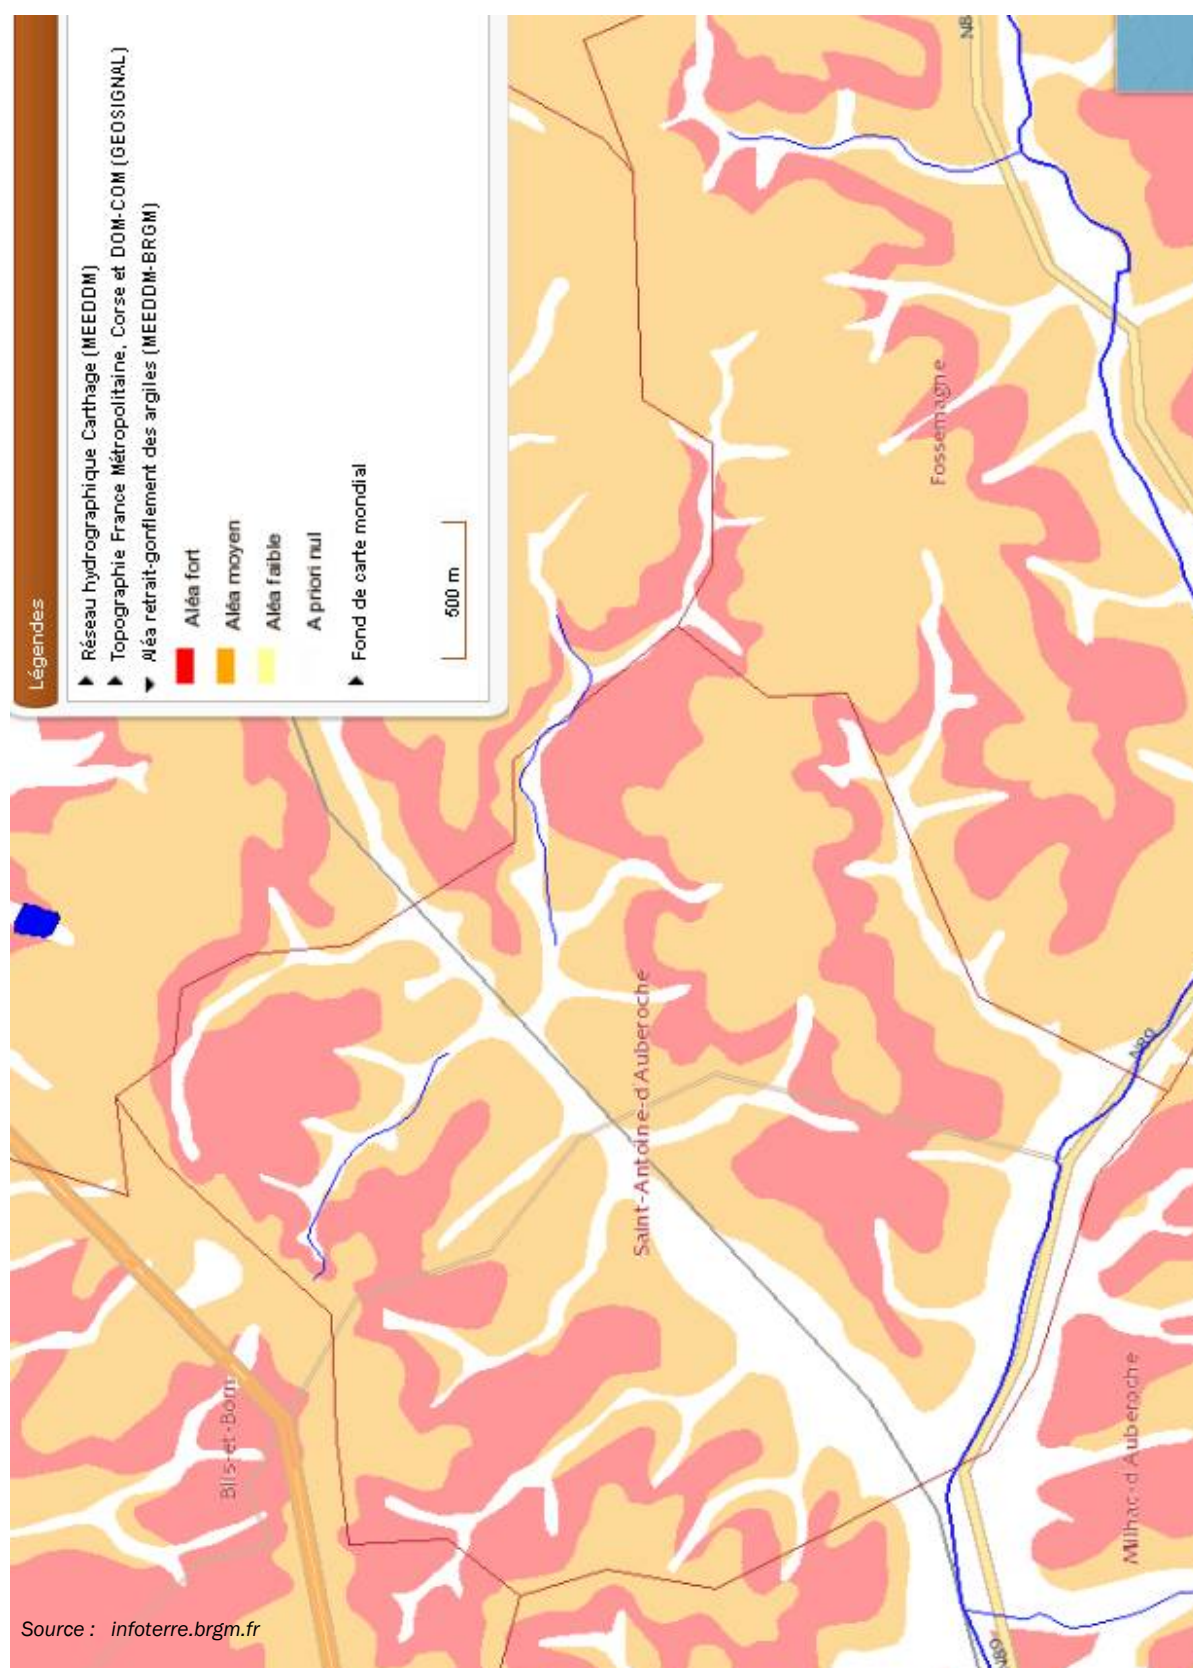 Légendes
Réseau hydrographique Carthage (MEEDDM)
Topographie France Métropolitaine, Corse et DOM-COM (GEOSIGNAL)
Aléa retrait-gonflement des argiles (MEEDDM-BRGM)
Aléa fort
Aléa moyen
Aléa faible
A priori nul
Fond de carte mondial
500 m
Bils-et-Born
Saint-Antoine-d'Auberoche
Fossemagne
N89
N89
Milhac-d'Auberoche
Source : infoterre.brgm.fr